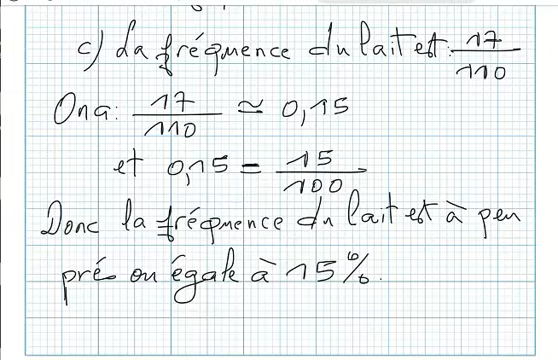 c) La fréquence du lait est : 17/110
On a : 17/110 ≃ 0,15
et 0,15 = 15/100
Donc la fréquence du lait est à peu
prés ou égale à 15%.